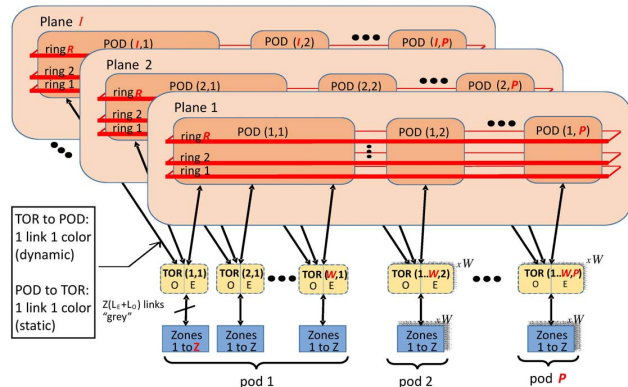 Plane I
POD (I,1)
POD (I,2)
POD (I,P)
ring R
ring 2
ring 1
Plane 2
POD (2,1)
POD (2,2)
POD (2,P)
ring R
ring 2
ring 1
Plane 1
POD (1,1)
POD (1,2)
POD (1,P)
ring R
ring 2
ring 1
TOR to POD:
1 link 1 color
(dynamic)
POD to TOR:
1 link 1 color
(static)
TOR (1,1)
O E
TOR (2,1)
O E
TOR (W,1)
O E
TOR (1..W,2)
O E
xW
TOR (1..W,P)
O E
xW
Z(LE+LO) links
"grey"
Zones
1 to Z
Zones
1 to Z
Zones
1 to Z
Zones
1 to Z
xW
Zones
1 to Z
xW
pod 1
pod 2
pod P